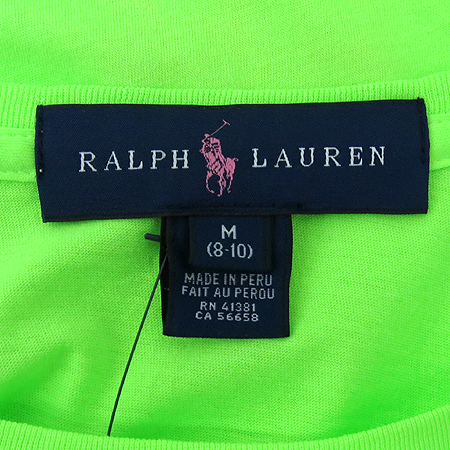 RALPH LAUREN
M
(8-10)
MADE IN PERU
FAIT AU PEROU
RN 41381
CA 56658